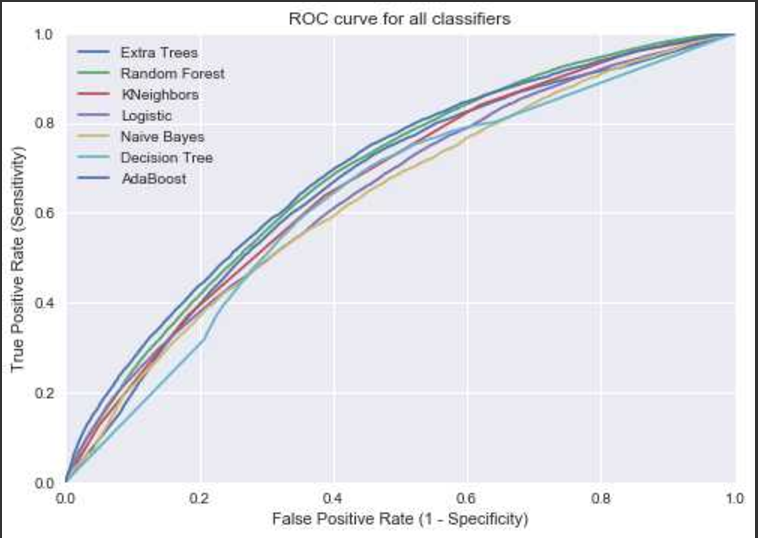 ROC curve for all classifiers
1.0
0.8
0.6
0.4
0.2
0.0
True Positive Rate (Sensitivity)
Extra Trees
Random Forest
KNeighbors
Logistic
Naive Bayes
Decision Tree
AdaBoost
0.0 0.2 0.4 0.6 0.8 1.0
False Positive Rate (1 - Specificity)